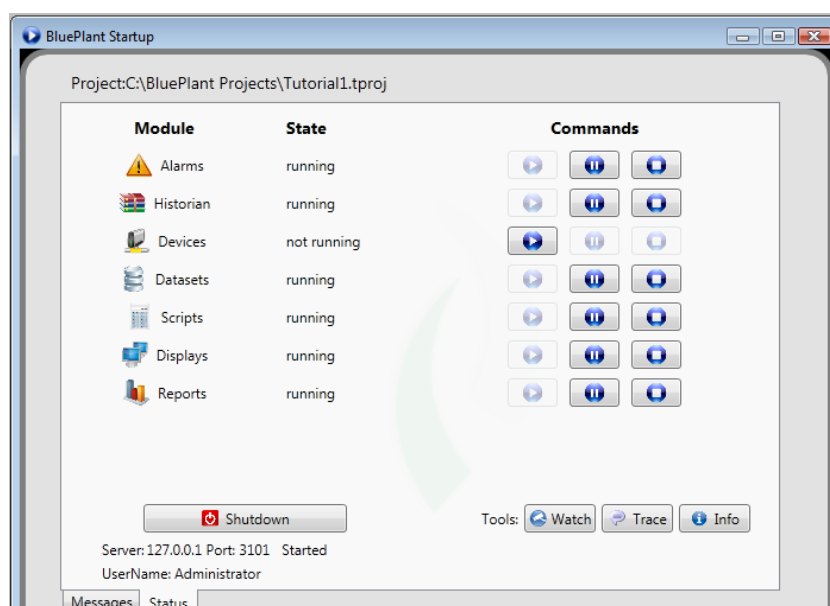 BluePlant Startup
Project:C:\BluePlant Projects\Tutorial1.tproj
Module State Commands
Alarms running
Historian running
Devices not running
Datasets running
Scripts running
Displays running
Reports running
Shutdown Tools: Watch Trace Info
Server: 127.0.0.1 Port: 3101 Started
UserName: Administrator
Messages Status